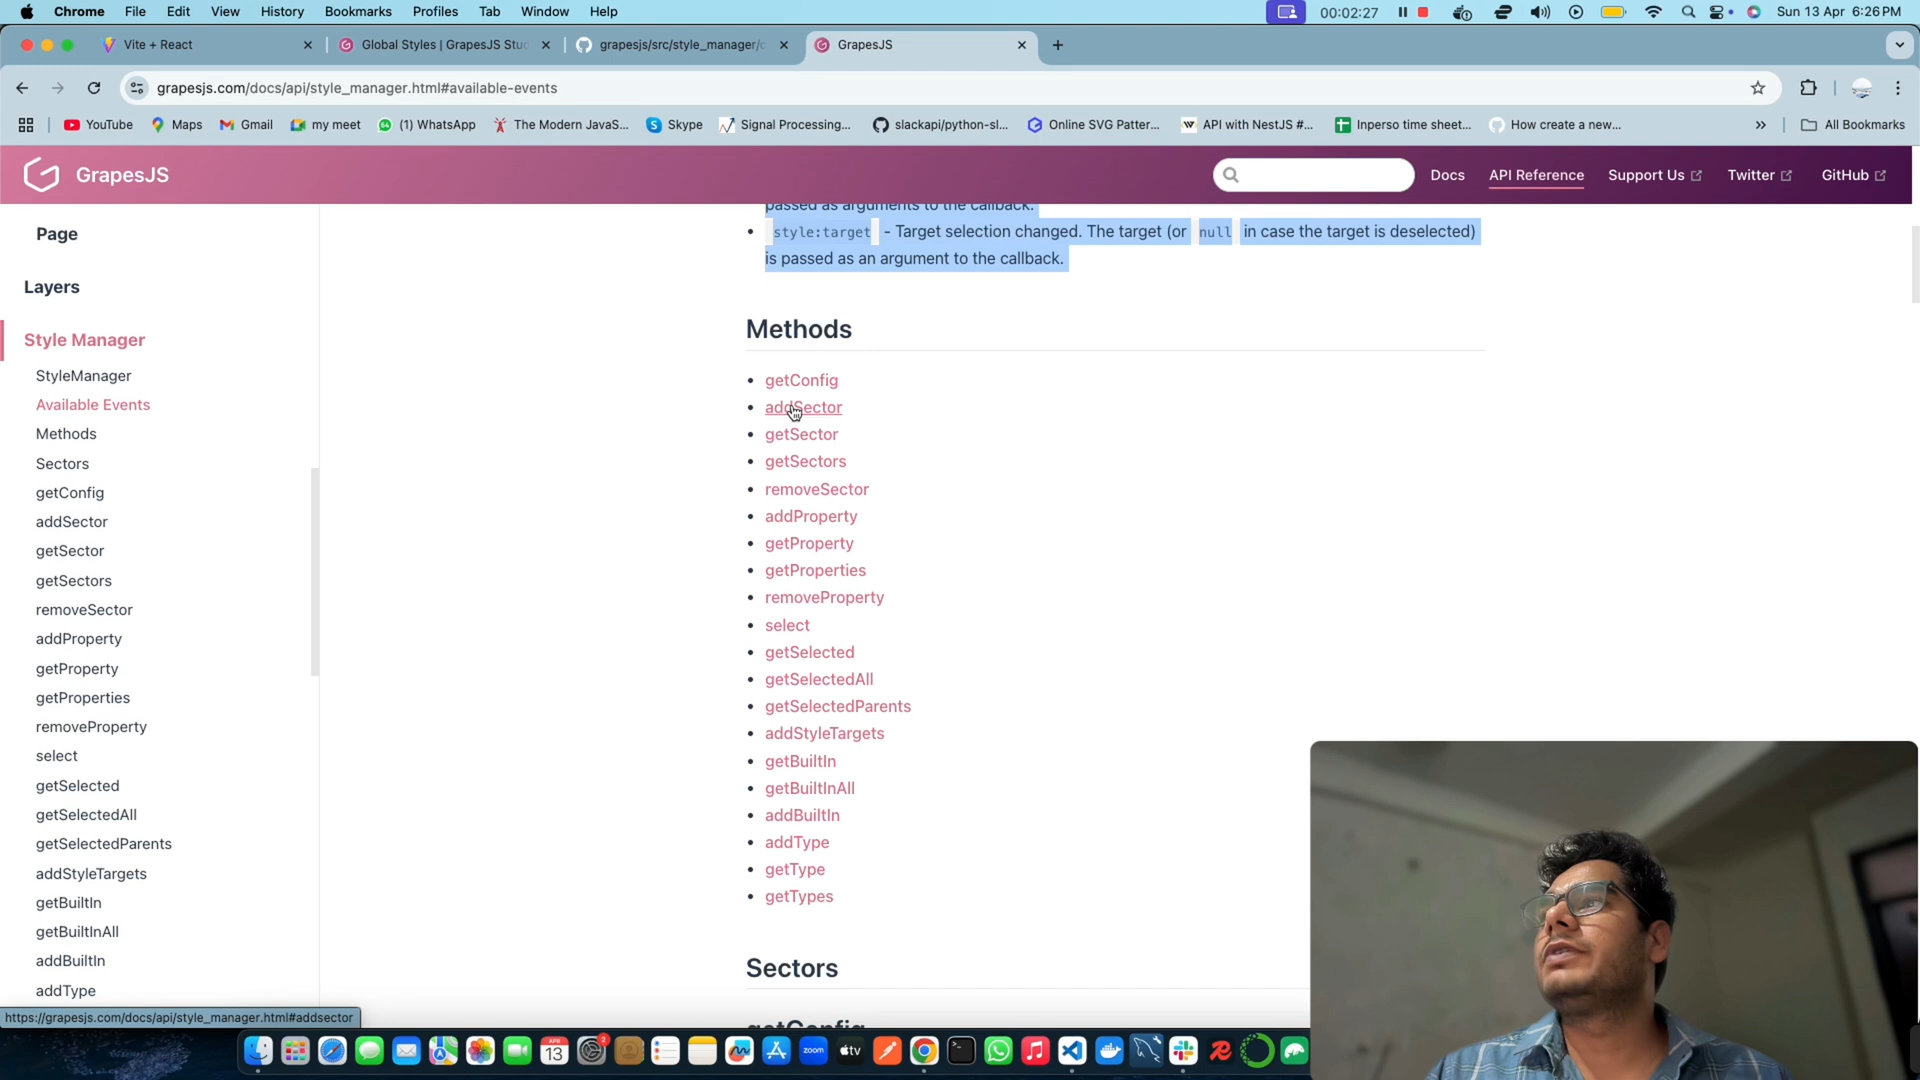 Chrome File Edit View History Bookmarks Profiles Tab Window Help 00:02:27 Sun 13 Apr 6:26 PM
Vite + React
Global Styles | GrapesJS Stu
grapesjs/src/style_manager/
GrapesJS
grapesjs.com/docs/api/style_manager.html#available-events
YouTube Maps Gmail my meet (1) WhatsApp The Modern JavaS... Skype Signal Processing... slackapi/python-sl... Online SVG Patter... API with NestJS #... Inperso time sheet... How create a new... » All Bookmarks
GrapesJS
Docs API Reference Support Us Twitter GitHub
Page
Layers
Style Manager
StyleManager
Available Events
Methods
Sectors
getConfig
addSector
getSector
getSectors
removeSector
addProperty
getProperty
getProperties
removeProperty
select
getSelected
getSelectedAll
getSelectedParents
addStyleTargets
getBuiltIn
getBuiltInAll
addBuiltIn
addType
passed as arguments to the callback.
style:target - Target selection changed. The target (or null in case the target is deselected)
is passed as an argument to the callback.
Methods
getConfig
addSector
getSector
getSectors
removeSector
addProperty
getProperty
getProperties
removeProperty
select
getSelected
getSelectedAll
getSelectedParents
addStyleTargets
getBuiltIn
getBuiltInAll
addBuiltIn
addType
getType
getTypes
Sectors
getConfig
https://grapesjs.com/docs/api/style_manager.html#addsector
APR
13
2
zoom
tv